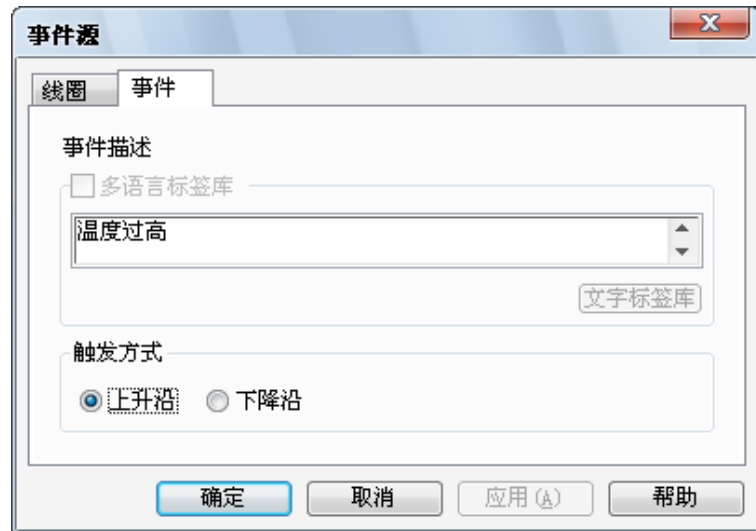 事件源
线圈 事件
事件描述
多语言标签库
温度过高
文字标签库
触发方式
上升沿 下降沿
确定 取消 应用(A) 帮助